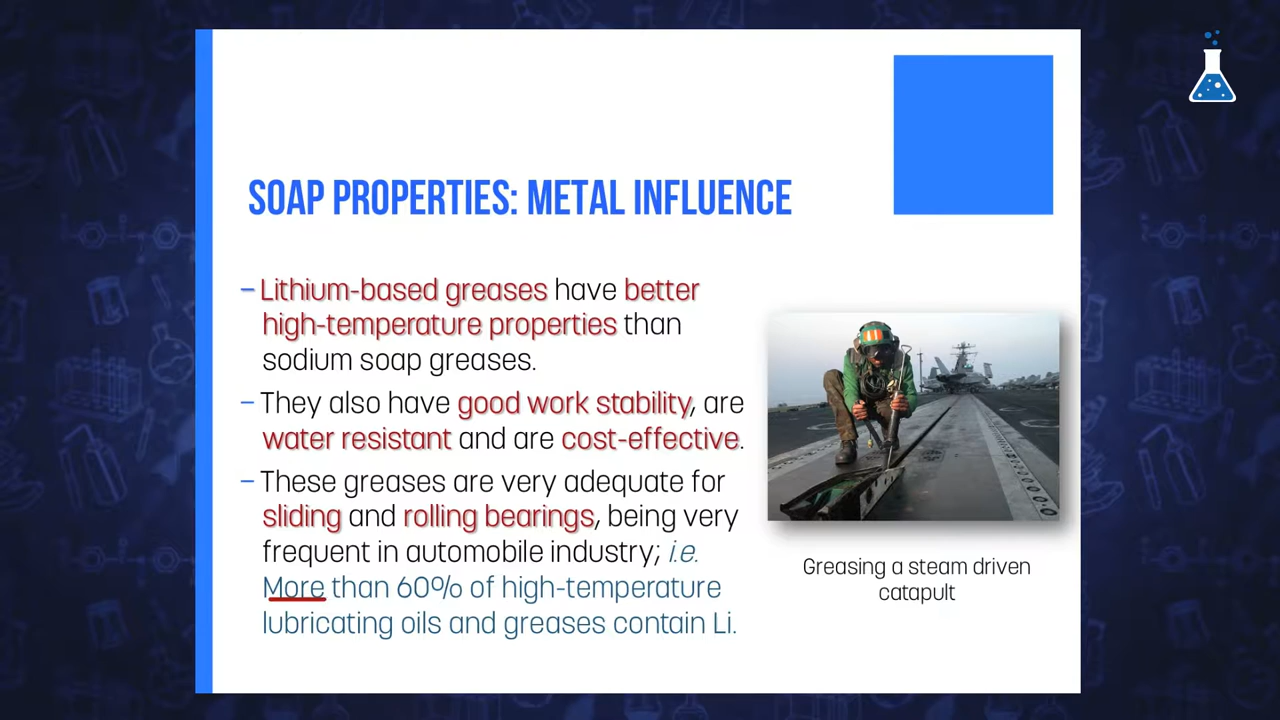 SOAP PROPERTIES: METAL INFLUENCE
– Lithium-based greases have better
high-temperature properties than
sodium soap greases.
– They also have good work stability, are
water resistant and are cost-effective.
– These greases are very adequate for
sliding and rolling bearings, being very
frequent in automobile industry; i.e.
More than 60% of high-temperature
lubricating oils and greases contain Li.
Greasing a steam driven
catapult